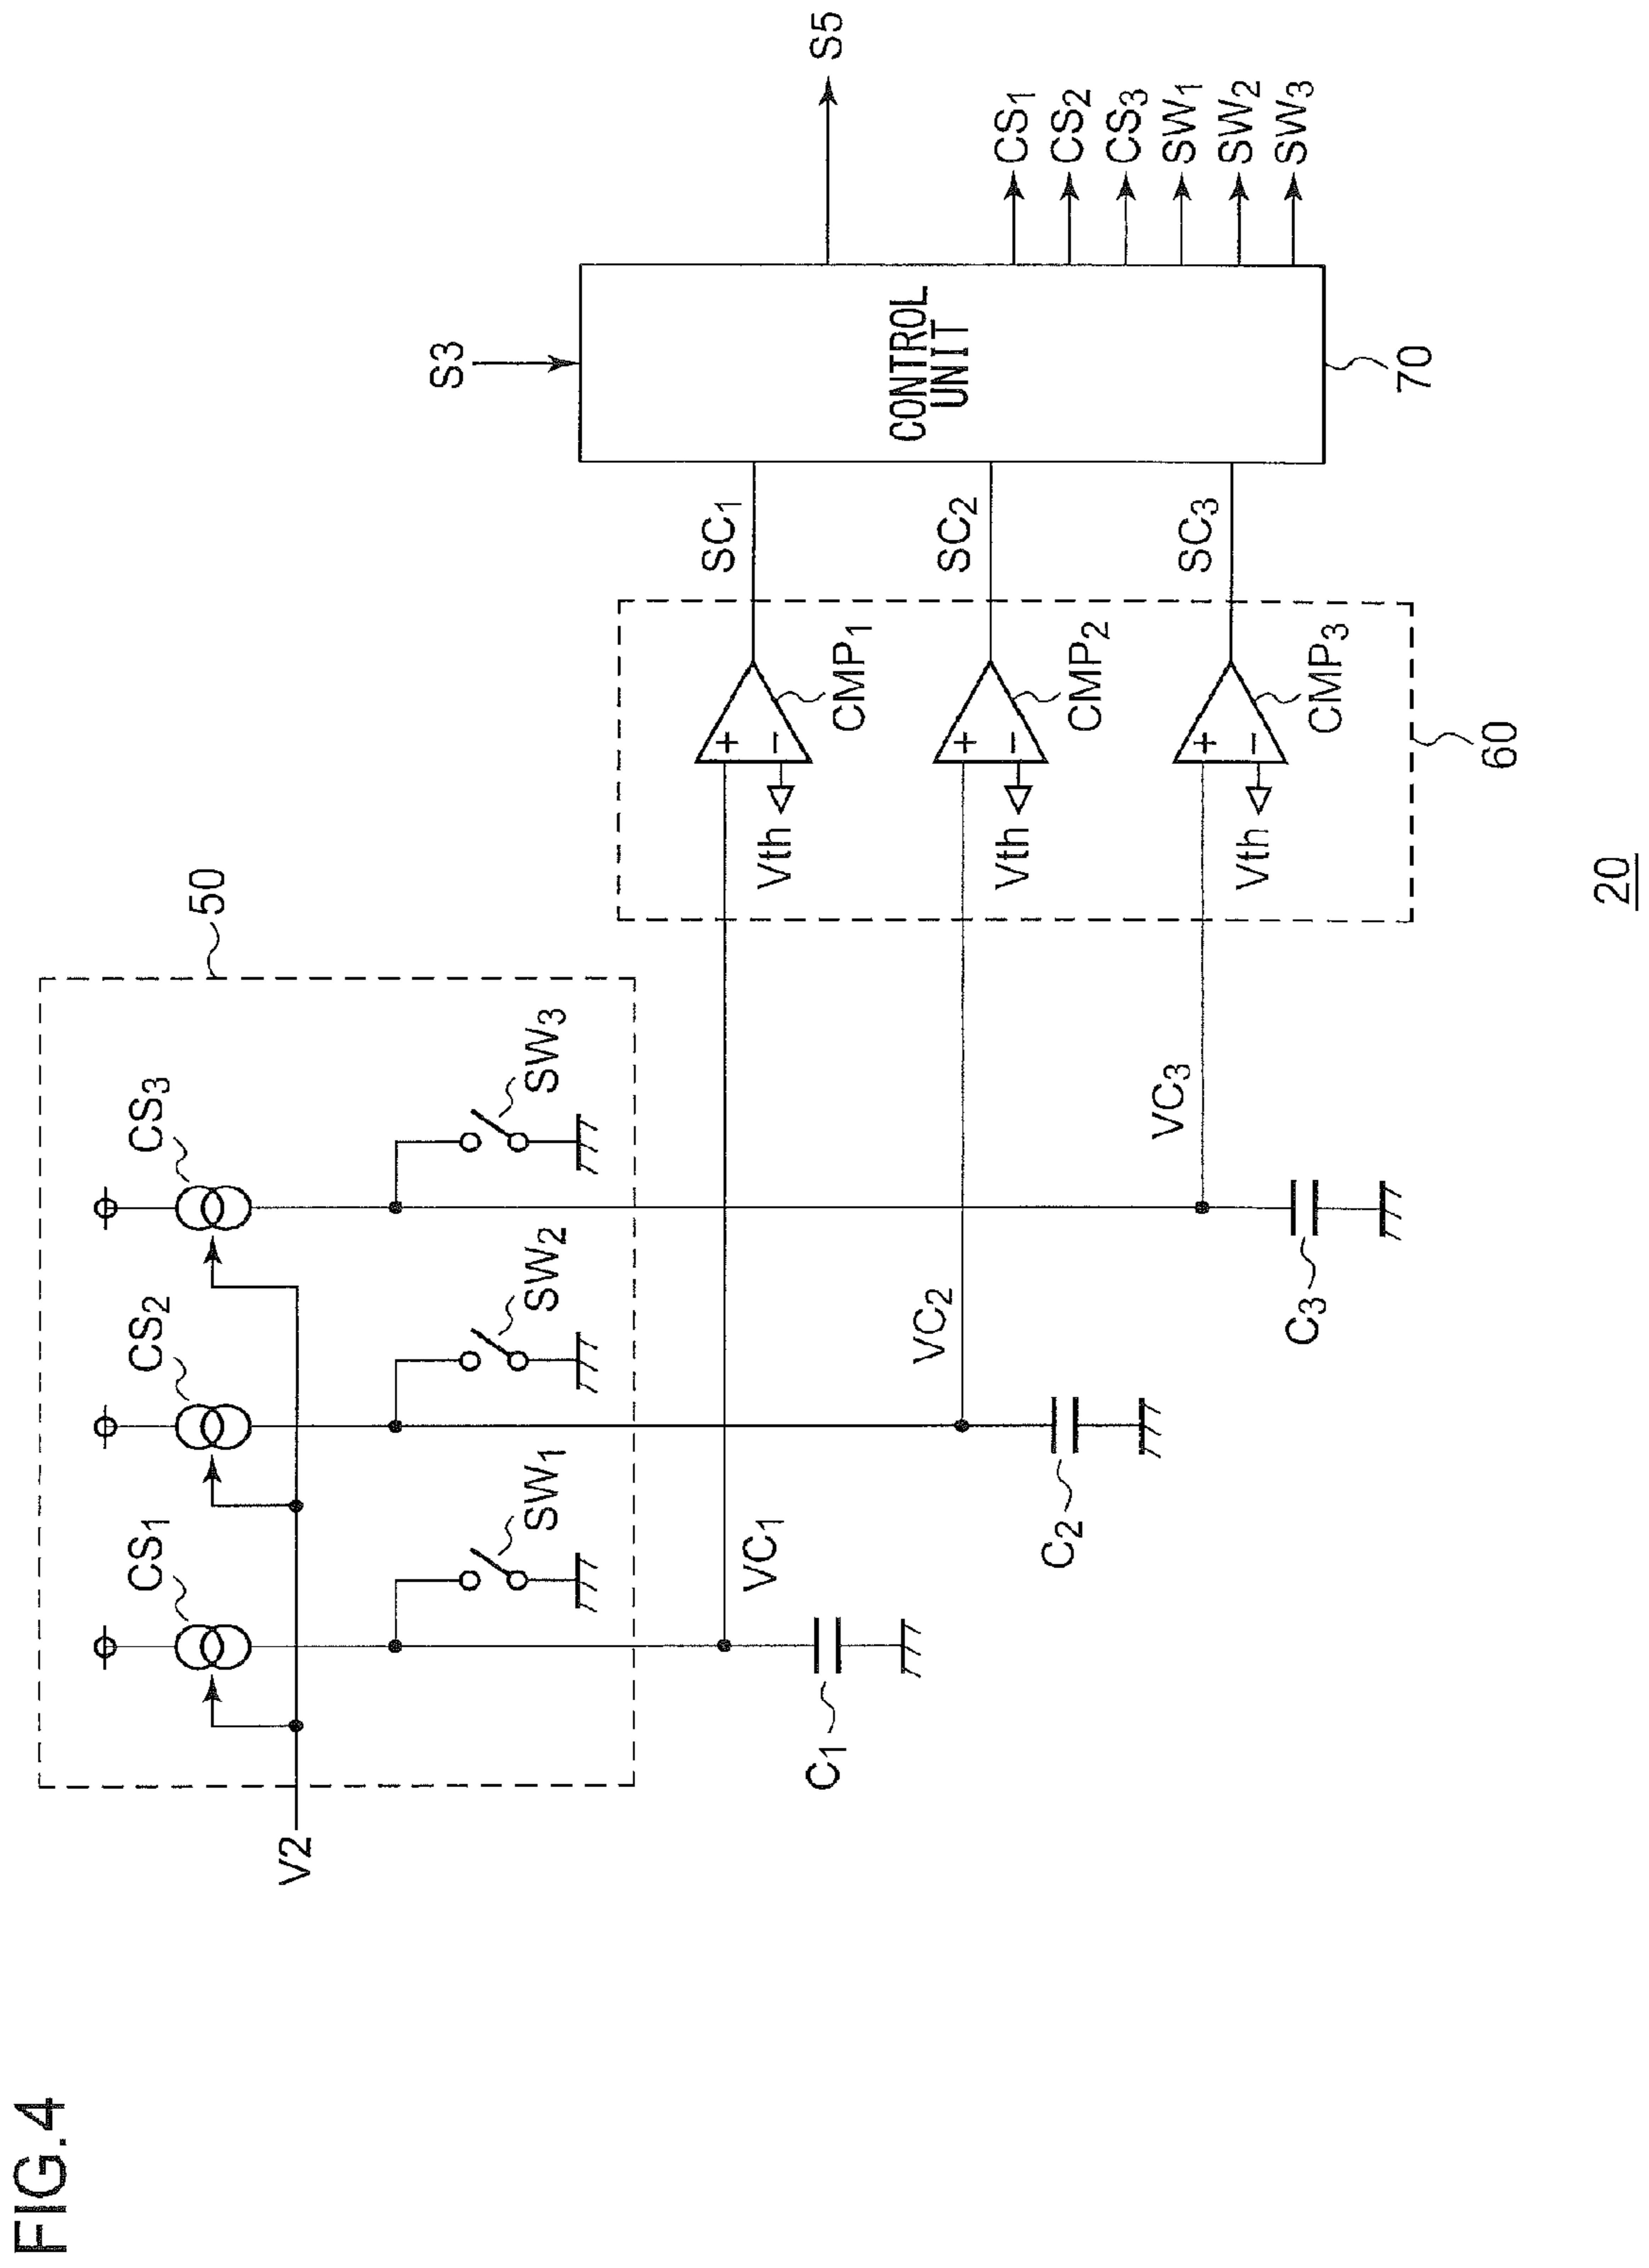 FIG.4
50
CS1
CS2
CS3
V2
SW1
SW2
SW3
S3
S5
60
VC1
CMP1
SC1
Vth
C1
CONTROL
UNIT
VC2
CMP2
SC2
Vth
C2
VC3
CMP3
SC3
Vth
C3
CS1
CS2
CS3
SW1
SW2
SW3
70
20